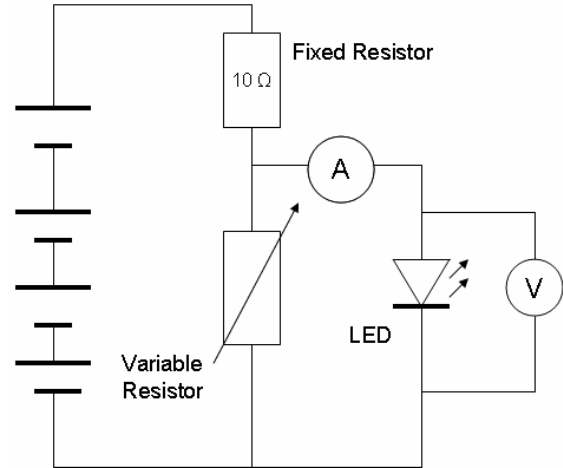 Fixed Resistor
10 Ω
A
V
LED
Variable
Resistor